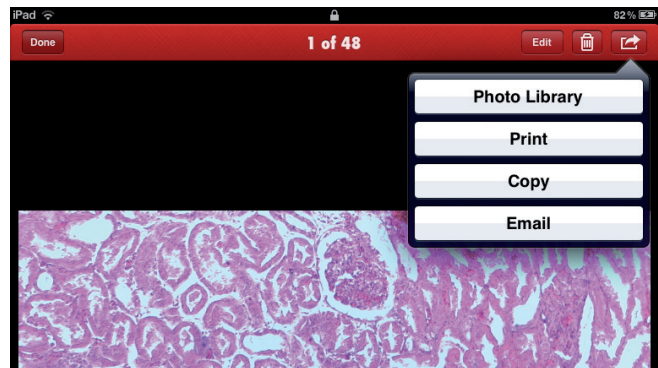 iPad 82%
Done 1 of 48 Edit
Photo Library
Print
Copy
Email